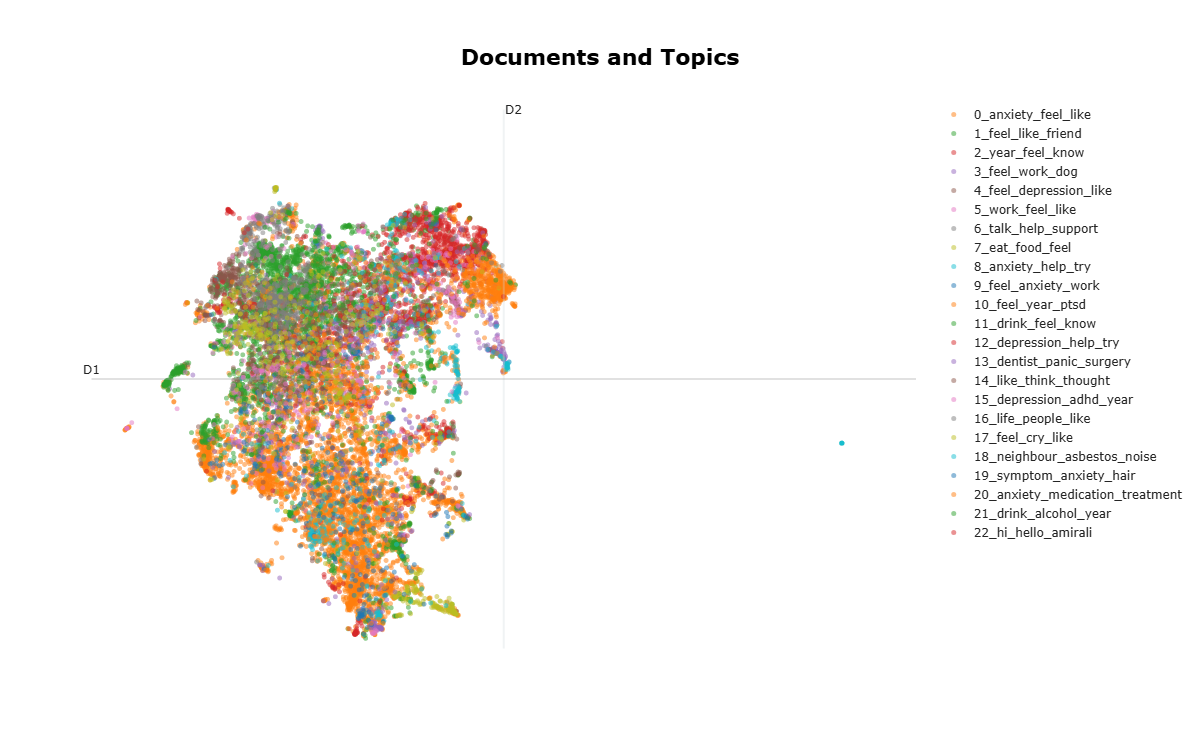 Documents and Topics
D2
D1
0_anxiety_feel_like
1_feel_like_friend
2_year_feel_know
3_feel_work_dog
4_feel_depression_like
5_work_feel_like
6_talk_help_support
7_eat_food_feel
8_anxiety_help_try
9_feel_anxiety_work
10_feel_year_ptsd
11_drink_feel_know
12_depression_help_try
13_dentist_panic_surgery
14_like_think_thought
15_depression_adhd_year
16_life_people_like
17_feel_cry_like
18_neighbour_asbestos_noise
19_symptom_anxiety_hair
20_anxiety_medication_treatment
21_drink_alcohol_year
22_hi_hello_amirali